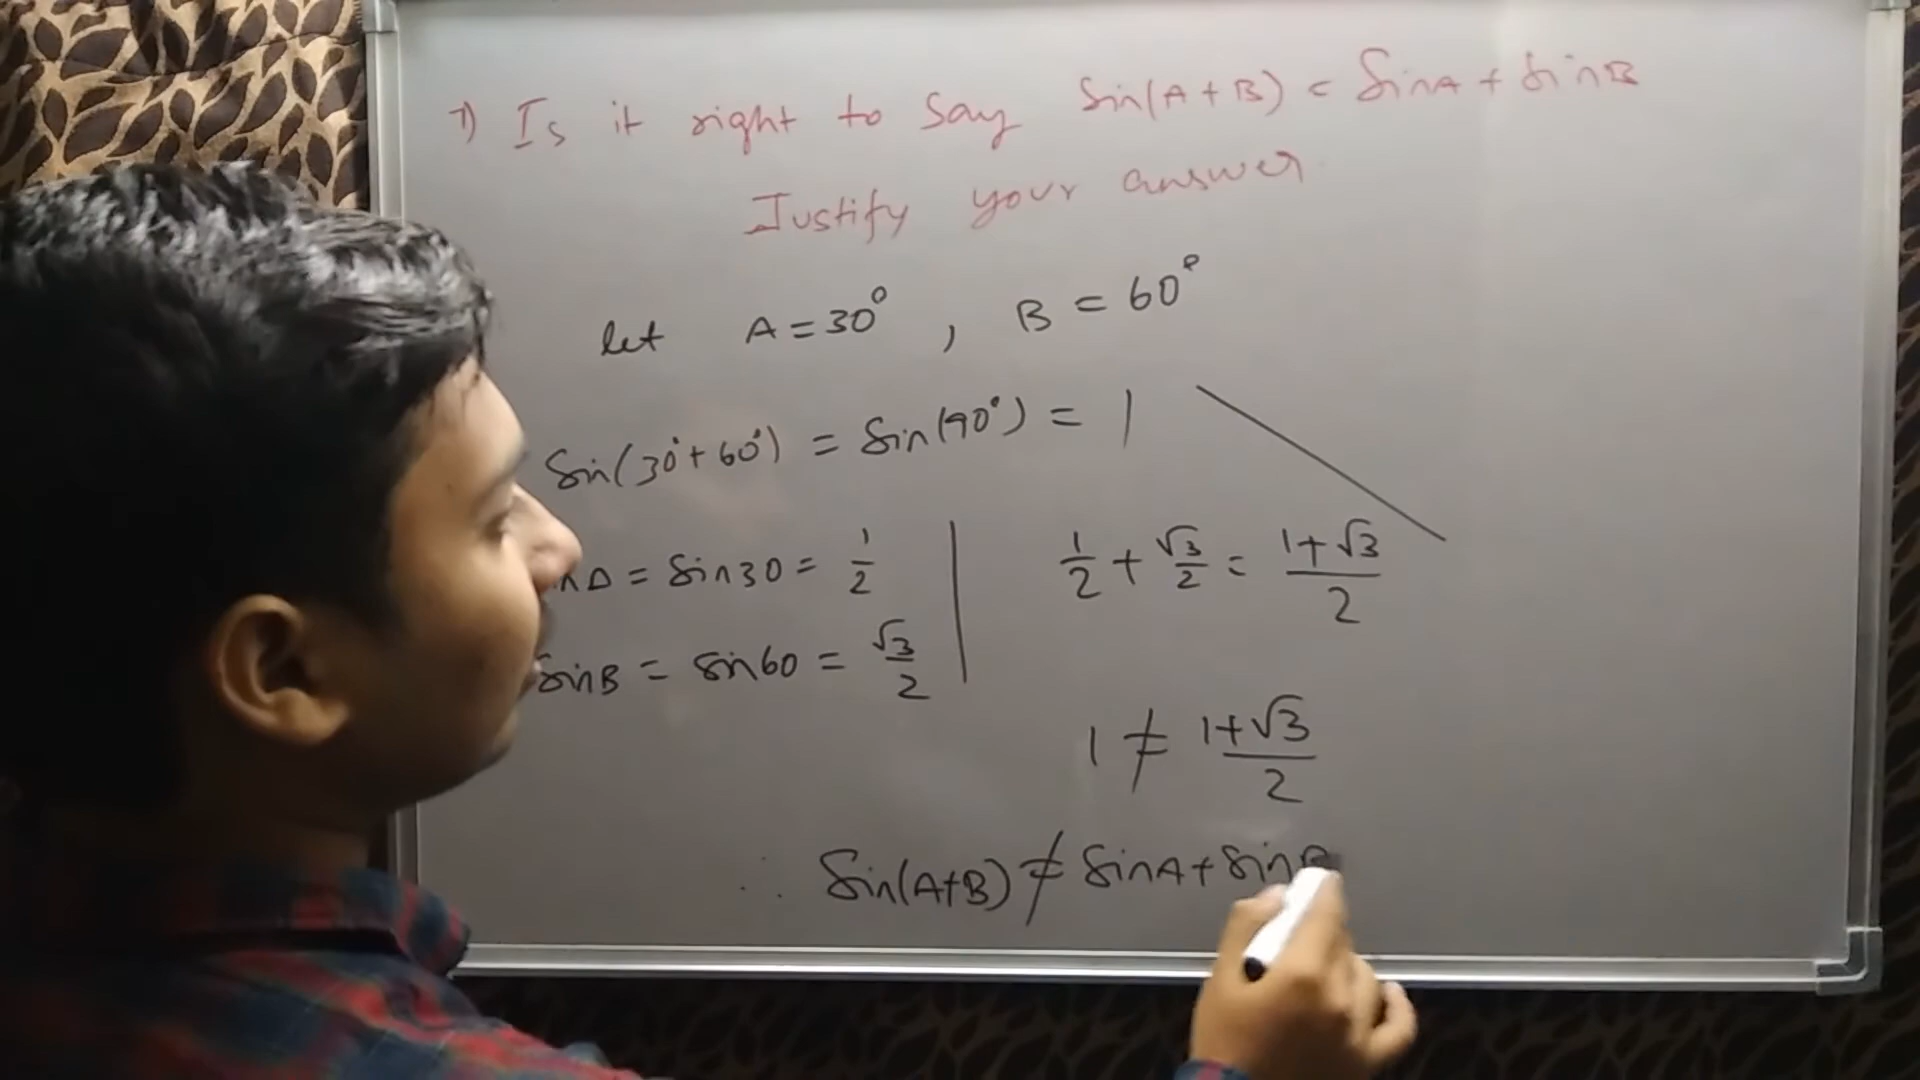 7) Is it right to say Sin(A+B) = SinA + SinB
Justify your answer
let A=30° , B = 60°
Sin(30°+60°) = Sin(90°) = 1
= Sin30 = 1/2
SinB = Sin60 = √3/2
1/2 + √3/2 = 1+√3/2
1 ≠ 1+√3/2
∴ Sin(A+B) ≠ SinA + Sin